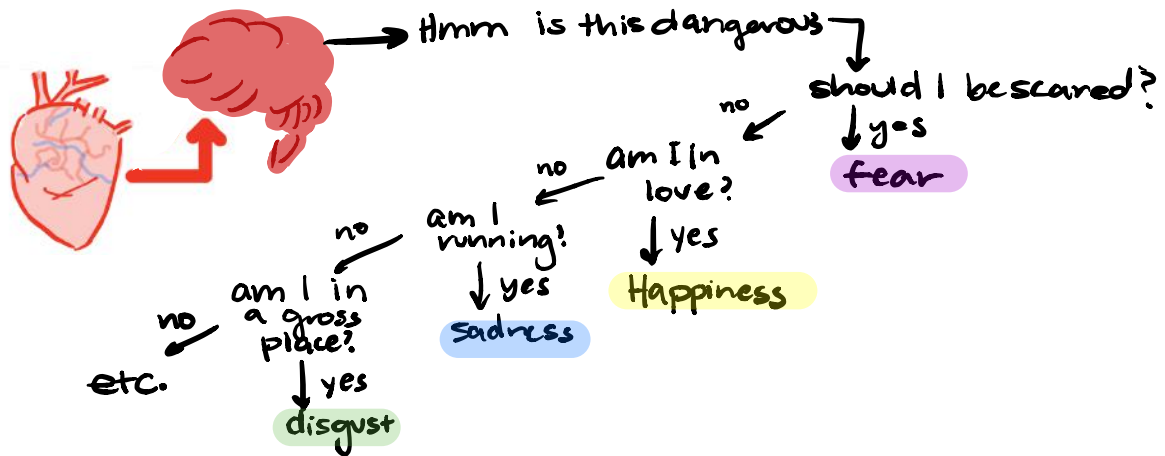 Hmm is this dangerous
should I be scared?
no
yes
fear
am I in
love?
no
yes
Happiness
am I
running?
no
yes
sadness
am I in
a gross
place?
no
yes
disgust
etc.